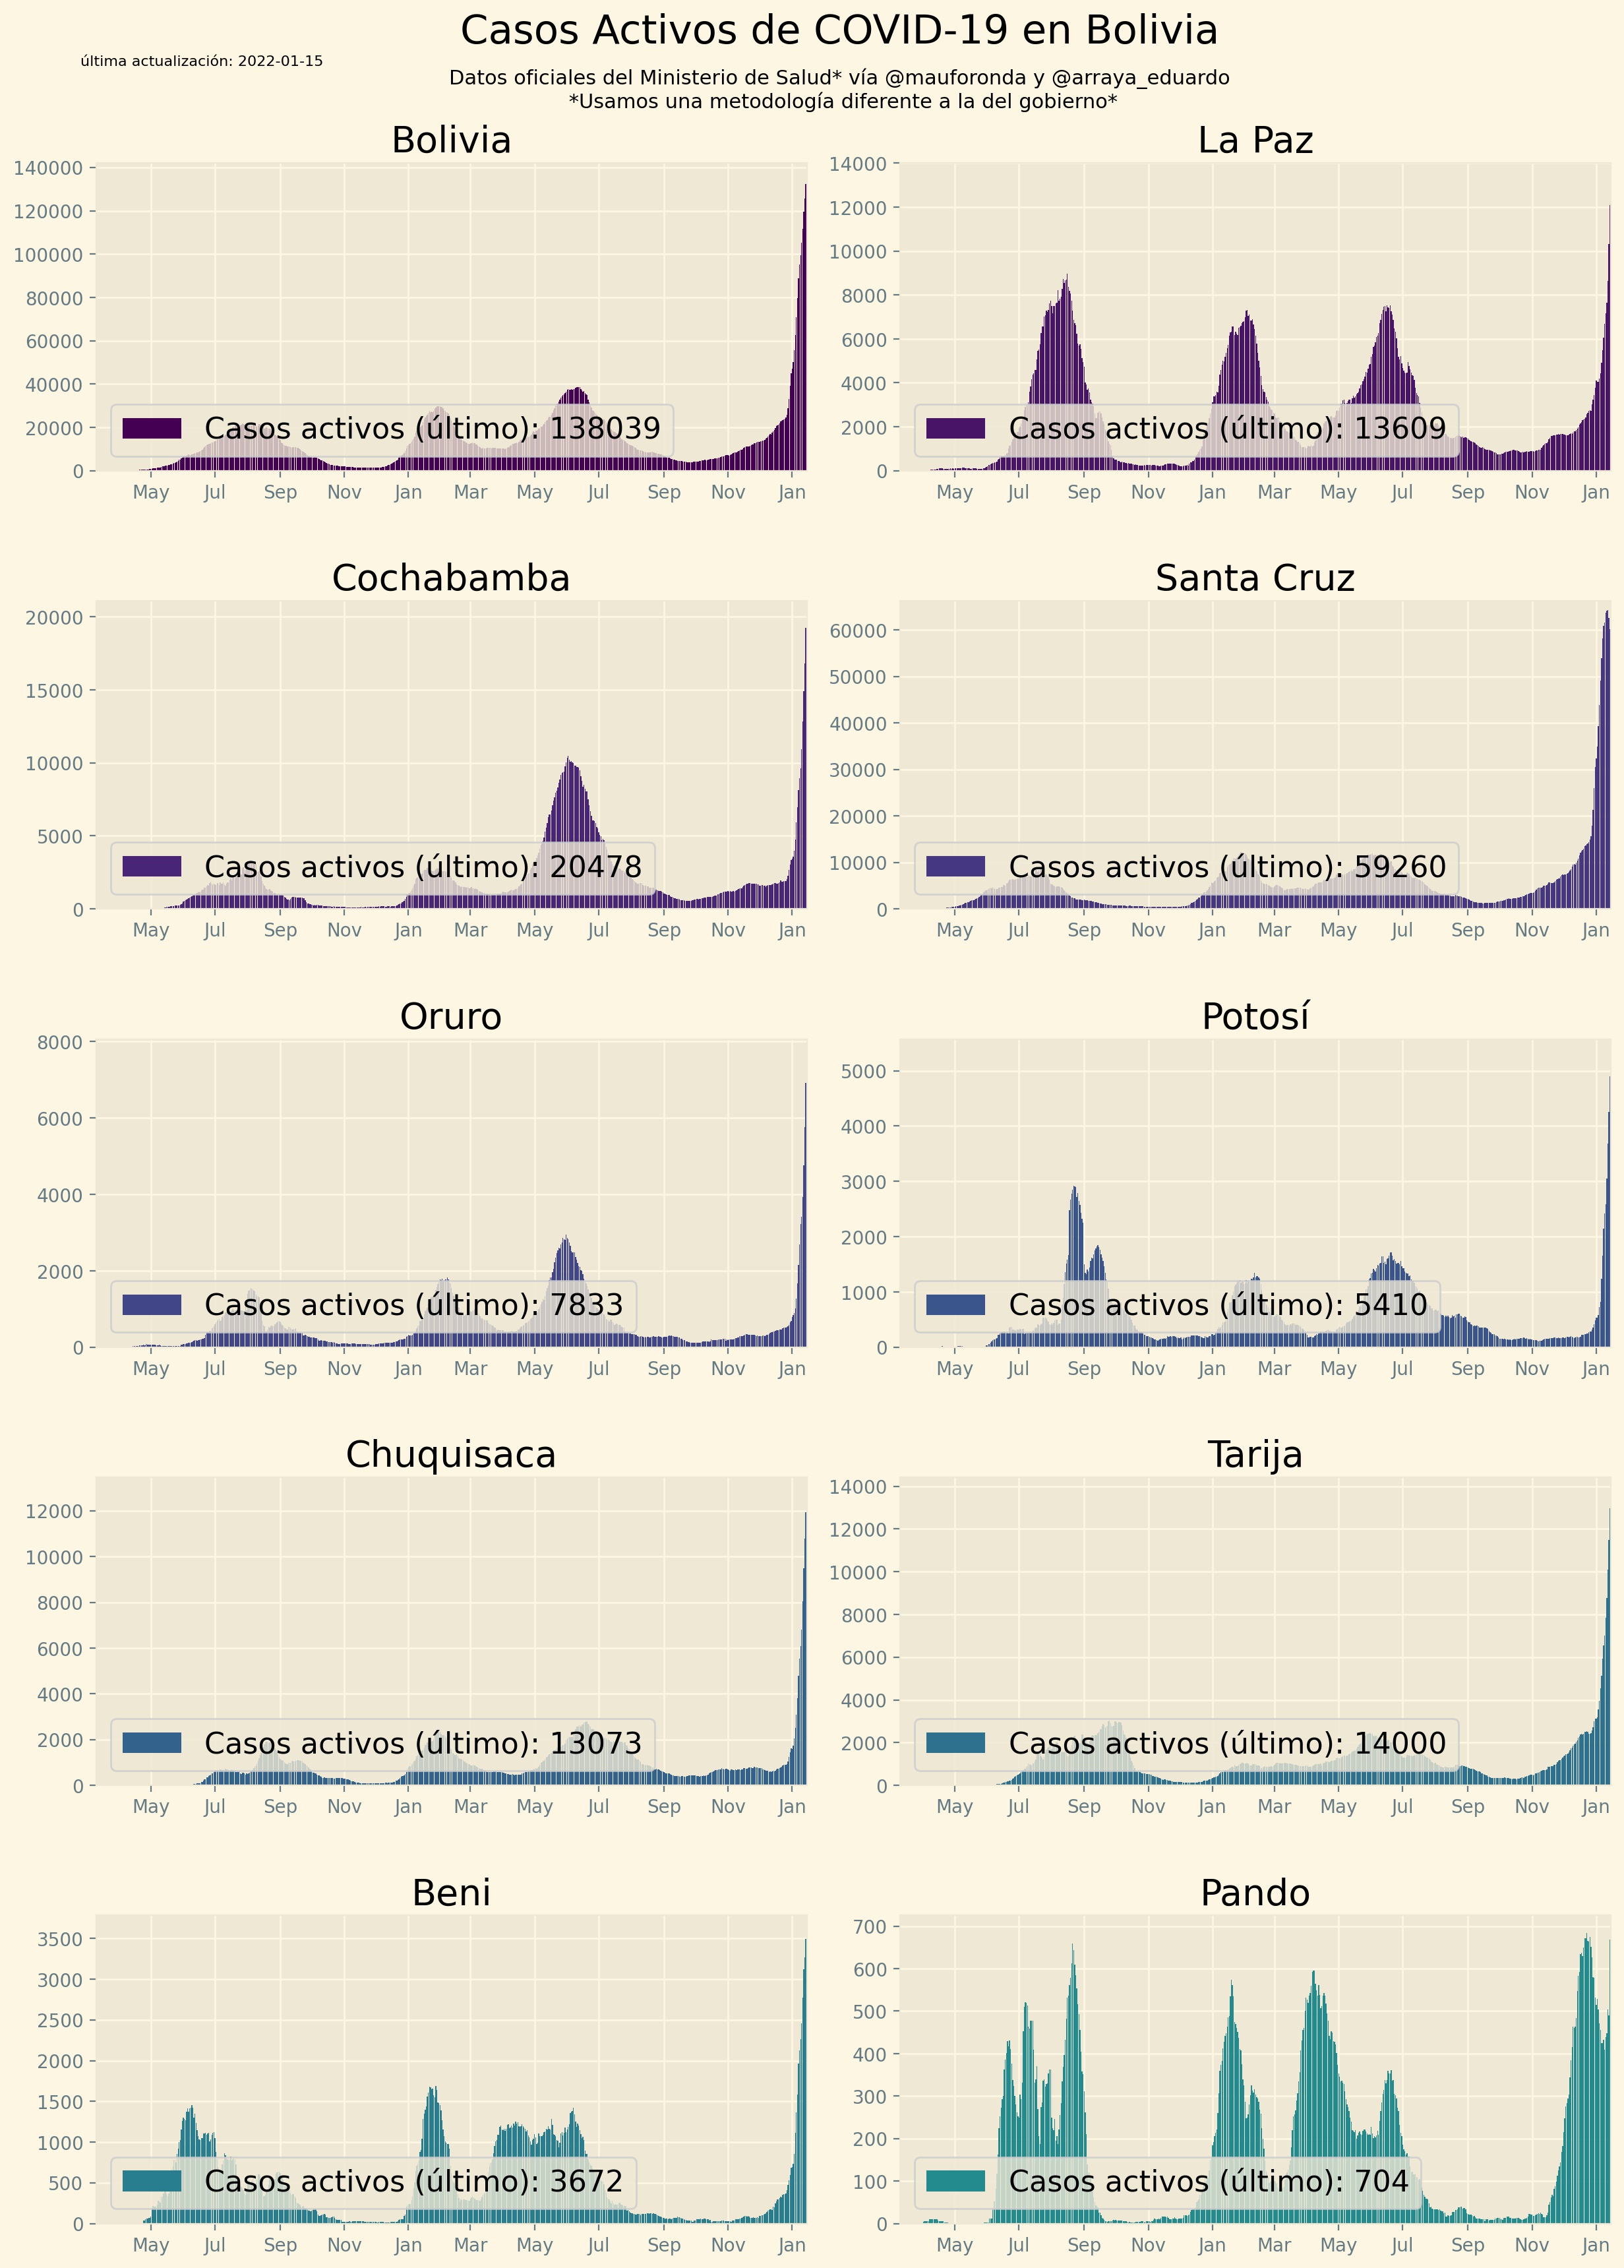 Casos Activos de COVID-19 en Bolivia
última actualización: 2022-01-15
Datos oficiales del Ministerio de Salud* vía @mauforonda y @arraya_eduardo
*Usamos una metodología diferente a la del gobierno*
Bolivia
140000
120000
100000
80000
60000
40000
20000
0
Casos activos (último): 138039
May Jul Sep Nov Jan Mar May Jul Sep Nov Jan
La Paz
14000
12000
10000
8000
6000
4000
2000
0
Casos activos (último): 13609
May Jul Sep Nov Jan Mar May Jul Sep Nov Jan
Cochabamba
20000
15000
10000
5000
0
Casos activos (último): 20478
May Jul Sep Nov Jan Mar May Jul Sep Nov Jan
Santa Cruz
60000
50000
40000
30000
20000
10000
0
Casos activos (último): 59260
May Jul Sep Nov Jan Mar May Jul Sep Nov Jan
Oruro
8000
6000
4000
2000
0
Casos activos (último): 7833
May Jul Sep Nov Jan Mar May Jul Sep Nov Jan
Potosí
5000
4000
3000
2000
1000
0
Casos activos (último): 5410
May Jul Sep Nov Jan Mar May Jul Sep Nov Jan
Chuquisaca
12000
10000
8000
6000
4000
2000
0
Casos activos (último): 13073
May Jul Sep Nov Jan Mar May Jul Sep Nov Jan
Tarija
14000
12000
10000
8000
6000
4000
2000
0
Casos activos (último): 14000
May Jul Sep Nov Jan Mar May Jul Sep Nov Jan
Beni
3500
3000
2500
2000
1500
1000
500
0
Casos activos (último): 3672
May Jul Sep Nov Jan Mar May Jul Sep Nov Jan
Pando
700
600
500
400
300
200
100
0
Casos activos (último): 704
May Jul Sep Nov Jan Mar May Jul Sep Nov Jan